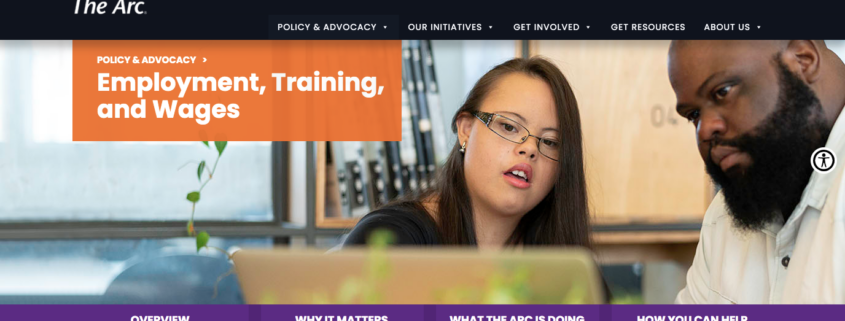 The Arc.
POLICY & ADVOCACY OUR INITIATIVES GET INVOLVED GET RESOURCES ABOUT US
POLICY & ADVOCACY >
Employment, Training,
and Wages
04
OVERVIEW WHY IT MATTERS WHAT THE ARC IS DOING HOW YOU CAN HELP